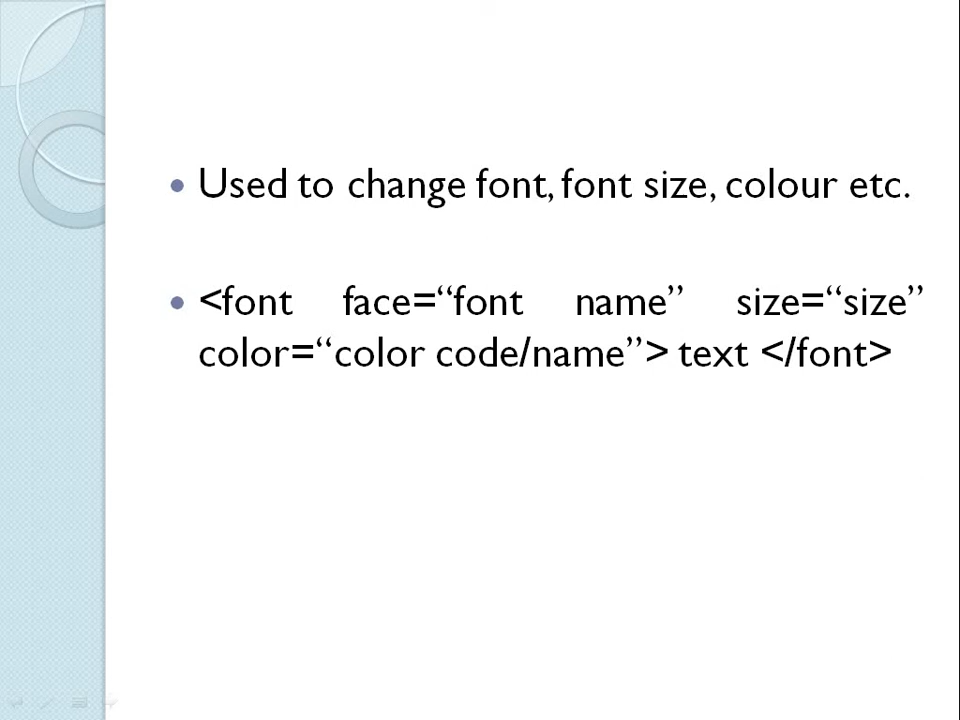 Used to change font, font size, colour etc.
<font face=“font name” size=“size”
color=“color code/name”> text </font>